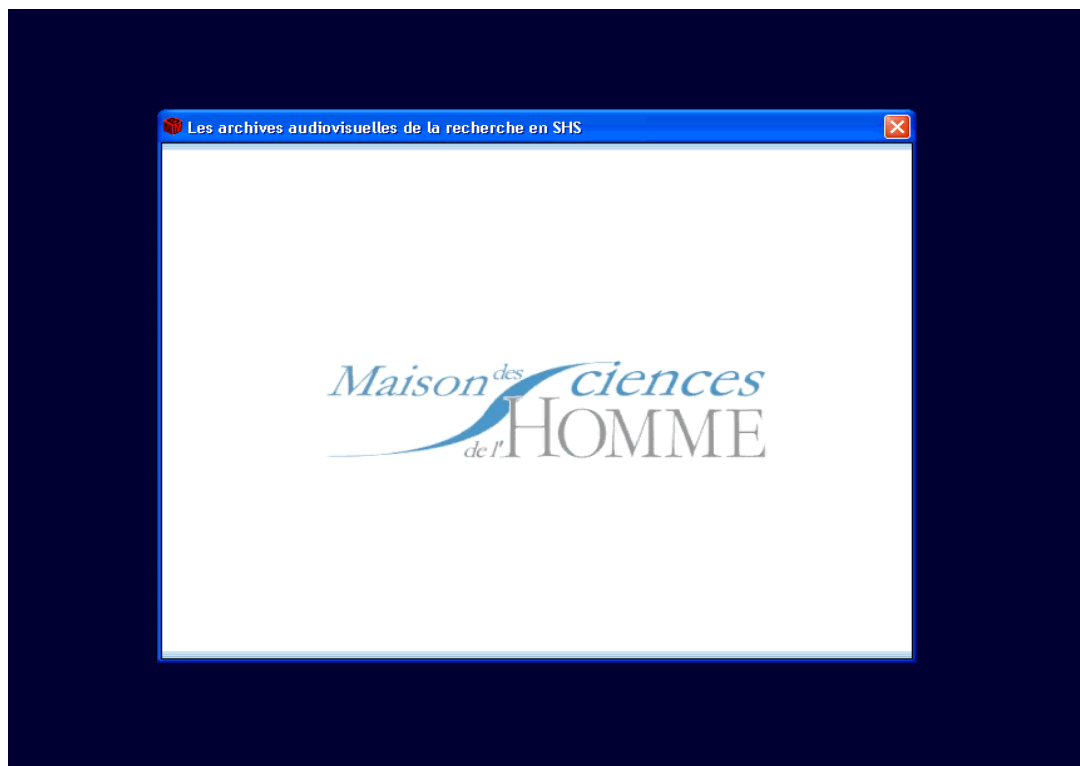 Les archives audiovisuelles de la recherche en SHS
Maison des Sciences
de l'HOMME